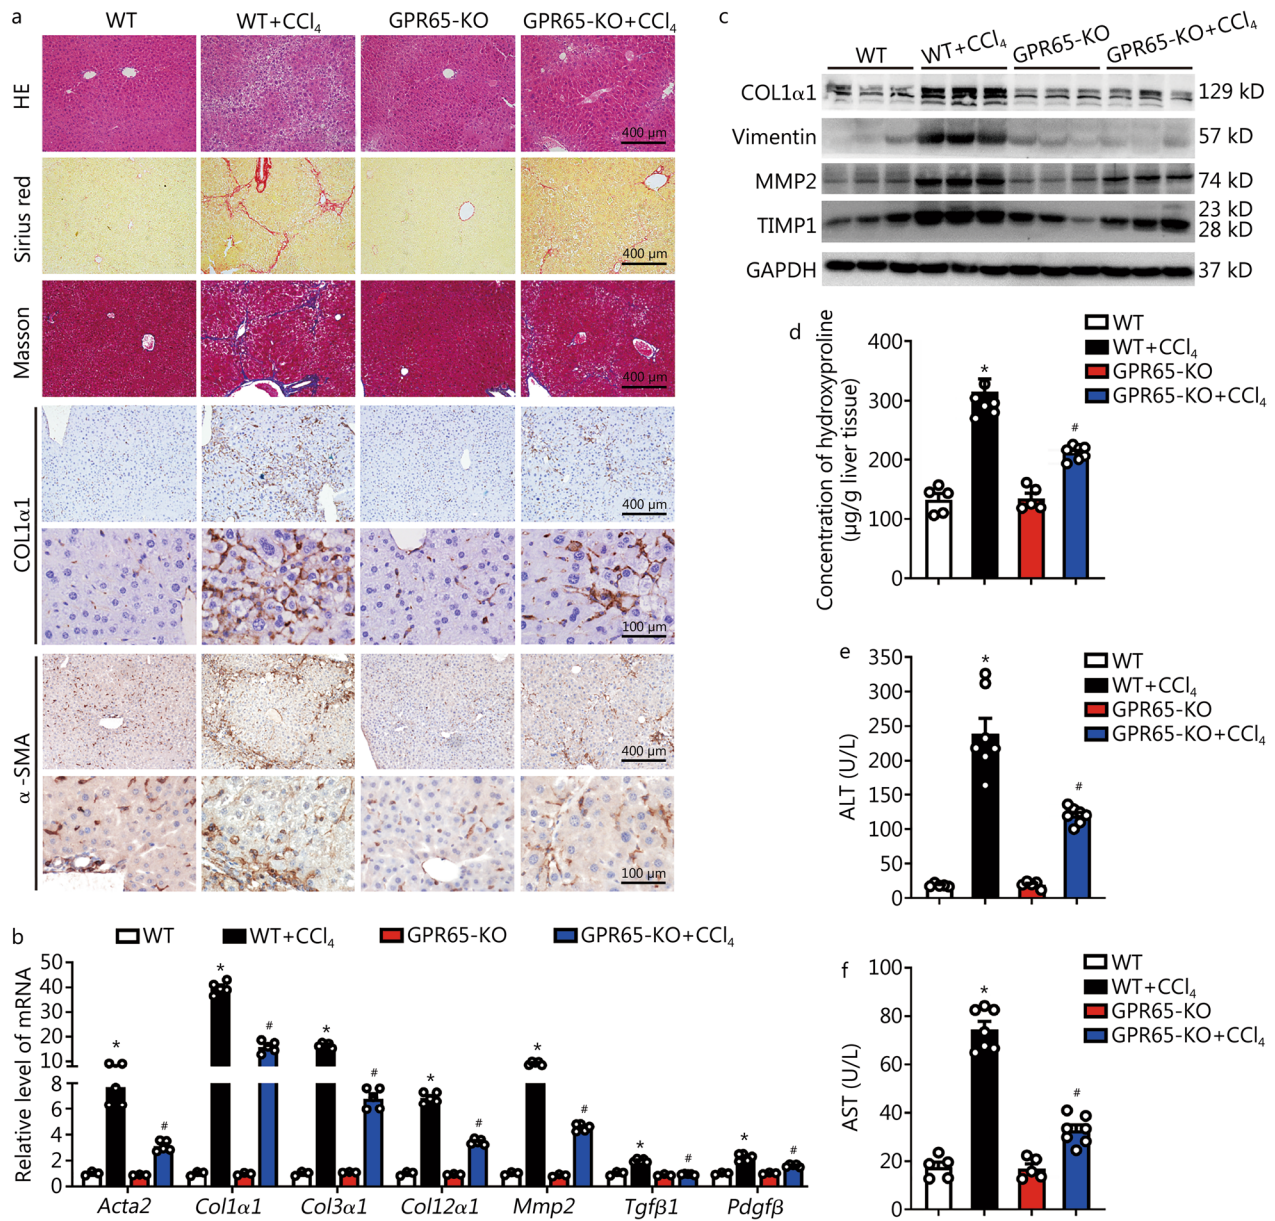 a
WT WT+CCl4 GPR65-KO GPR65-KO+CCl4
HE
400 μm
Sirius red
400 μm
Masson
400 μm
COL1α1
400 μm
100 μm
α-SMA
400 μm
100 μm
b
WT WT+CCl4 GPR65-KO GPR65-KO+CCl4
Relative level of mRNA
50
40
30
20
10
8
6
4
2
0
* # * # * # * # * # * # * #
Acta2 Col1α1 Col3α1 Col12α1 Mmp2 Tgfβ1 Pdgfβ
c
WT WT+CCl4 GPR65-KO GPR65-KO+CCl4
COL1α1 129 kD
Vimentin 57 kD
MMP2 74 kD
TIMP1 23 kD
28 kD
GAPDH 37 kD
d
WT
WT+CCl4
GPR65-KO
GPR65-KO+CCl4
Concentration of hydroxyproline
(μg/g liver tissue)
400
300
200
100
0
* #
e
WT
WT+CCl4
GPR65-KO
GPR65-KO+CCl4
ALT (U/L)
350
300
250
200
150
100
50
0
* #
f
WT
WT+CCl4
GPR65-KO
GPR65-KO+CCl4
AST (U/L)
100
80
60
40
20
0
* #